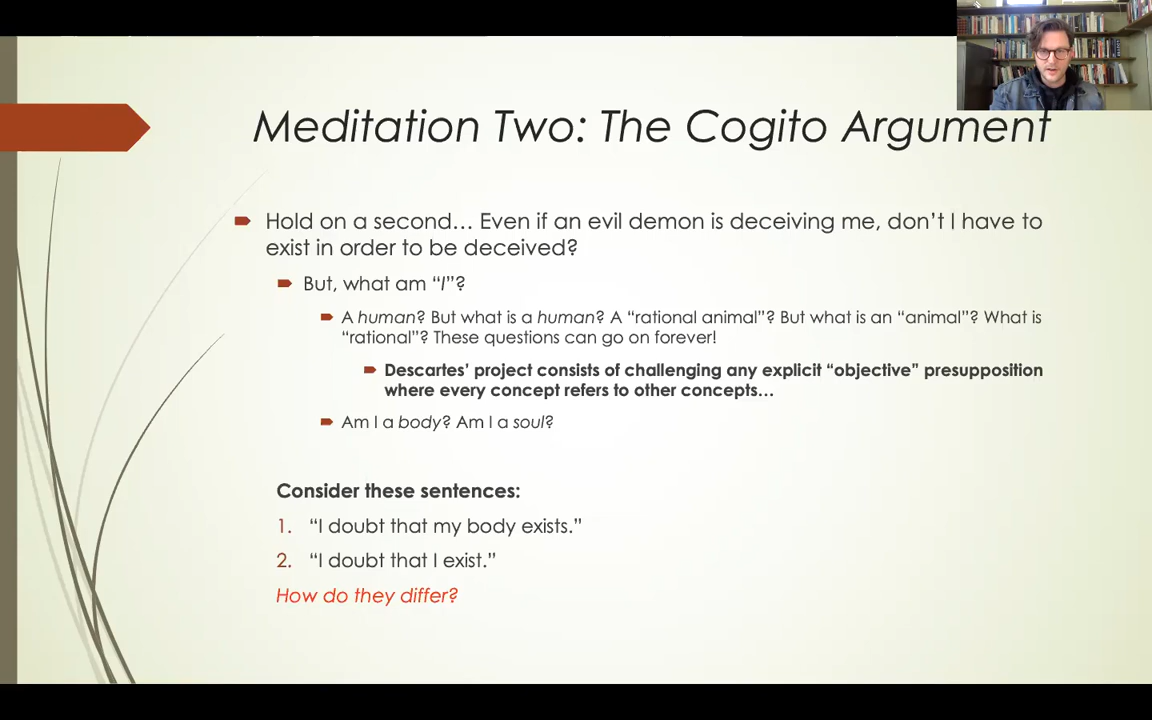 Meditation Two: The Cogito Argument
Hold on a second… Even if an evil demon is deceiving me, don’t I have to
exist in order to be deceived?
But, what am “I”?
A human? But what is a human? A “rational animal”? But what is an “animal”? What is
“rational”? These questions can go on forever!
Descartes’ project consists of challenging any explicit “objective” presupposition
where every concept refers to other concepts…
Am I a body? Am I a soul?
Consider these sentences:
1. “I doubt that my body exists.”
2. “I doubt that I exist.”
How do they differ?